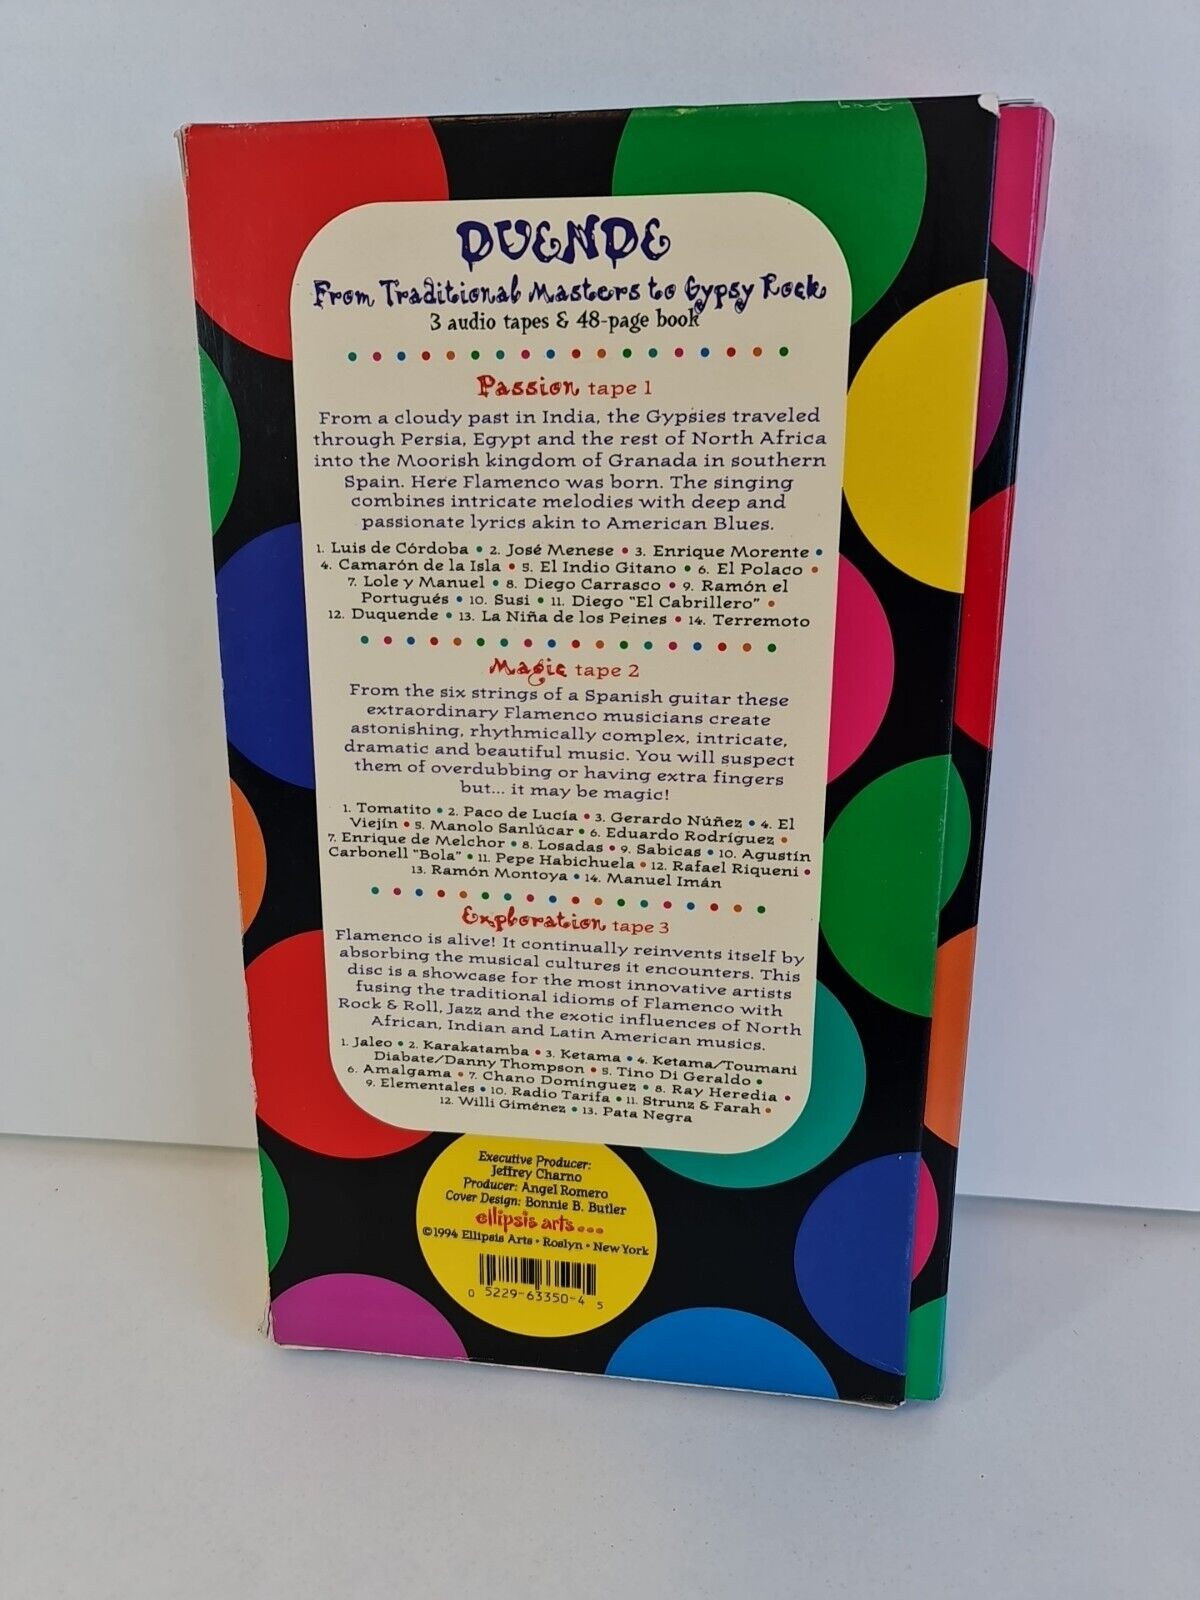 DUENDE
From Traditional Masters to Gypsy Rock
3 audio tapes & 48-page book
Passion tape 1
From a cloudy past in India, the Gypsies traveled
through Persia, Egypt and the rest of North Africa
into the Moorish kingdom of Granada in southern
Spain. Here Flamenco was born. The singing
combines intricate melodies with deep and
passionate lyrics akin to American Blues.
1. Luis de Córdoba • 2. José Menese • 3. Enrique Morente •
4. Camarón de la Isla • 5. El Indio Gitano • 6. El Polaco •
7. Lole y Manuel • 8. Diego Carrasco • 9. Ramón el
Portugués • 10. Susi • 11. Diego "El Cabrillero" •
12. Duquende • 13. La Niña de los Peines • 14. Terremoto
Magic tape 2
From the six strings of a Spanish guitar these
extraordinary Flamenco musicians create
astonishing, rhythmically complex, intricate,
dramatic and beautiful music. You will suspect
them of overdubbing or having extra fingers
but... it may be magic!
1. Tomatito • 2. Paco de Lucía • 3. Gerardo Núñez • 4. El
Viejín • 5. Manolo Sanlúcar • 6. Eduardo Rodríguez •
7. Enrique de Melchor • 8. Losadas • 9. Sabicas • 10. Agustín
Carbonell "Bola" • 11. Pepe Habichuela • 12. Rafael Riqueni •
13. Ramón Montoya • 14. Manuel Imán
Exploration tape 3
Flamenco is alive! It continually reinvents itself by
absorbing the musical cultures it encounters. This
disc is a showcase for the most innovative artists
fusing the traditional idioms of Flamenco with
Rock & Roll, Jazz and the exotic influences of North
African, Indian and Latin American musics.
1. Jaleo • 2. Karakatamba • 3. Ketama • 4. Ketama/Toumani
Diabate/Danny Thompson • 5. Tino Di Geraldo •
6. Amalgama • 7. Chano Domínguez • 8. Ray Heredia •
9. Elementales • 10. Radio Tarifa • 11. Strunz & Farah •
12. Willi Giménez • 13. Pata Negra
Executive Producer:
Jeffrey Charno
Producer: Angel Romero
Cover Design: Bonnie B. Butler
ellipsis arts...
©1994 Ellipsis Arts • Roslyn • New York
0 5229-63350-4 5